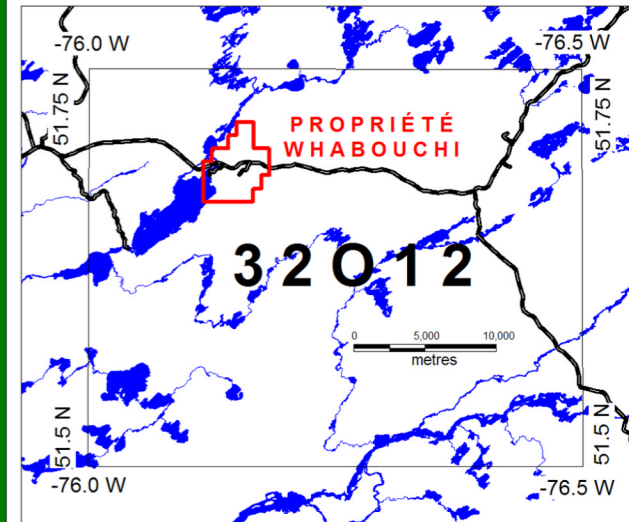 -76.0 W
-76.5 W
51.75 N
51.75 N
PROPRIÉTÉ
WHABOUCHI
32O12
0 5,000 10,000
metres
51.5 N
51.5 N
-76.0 W
-76.5 W